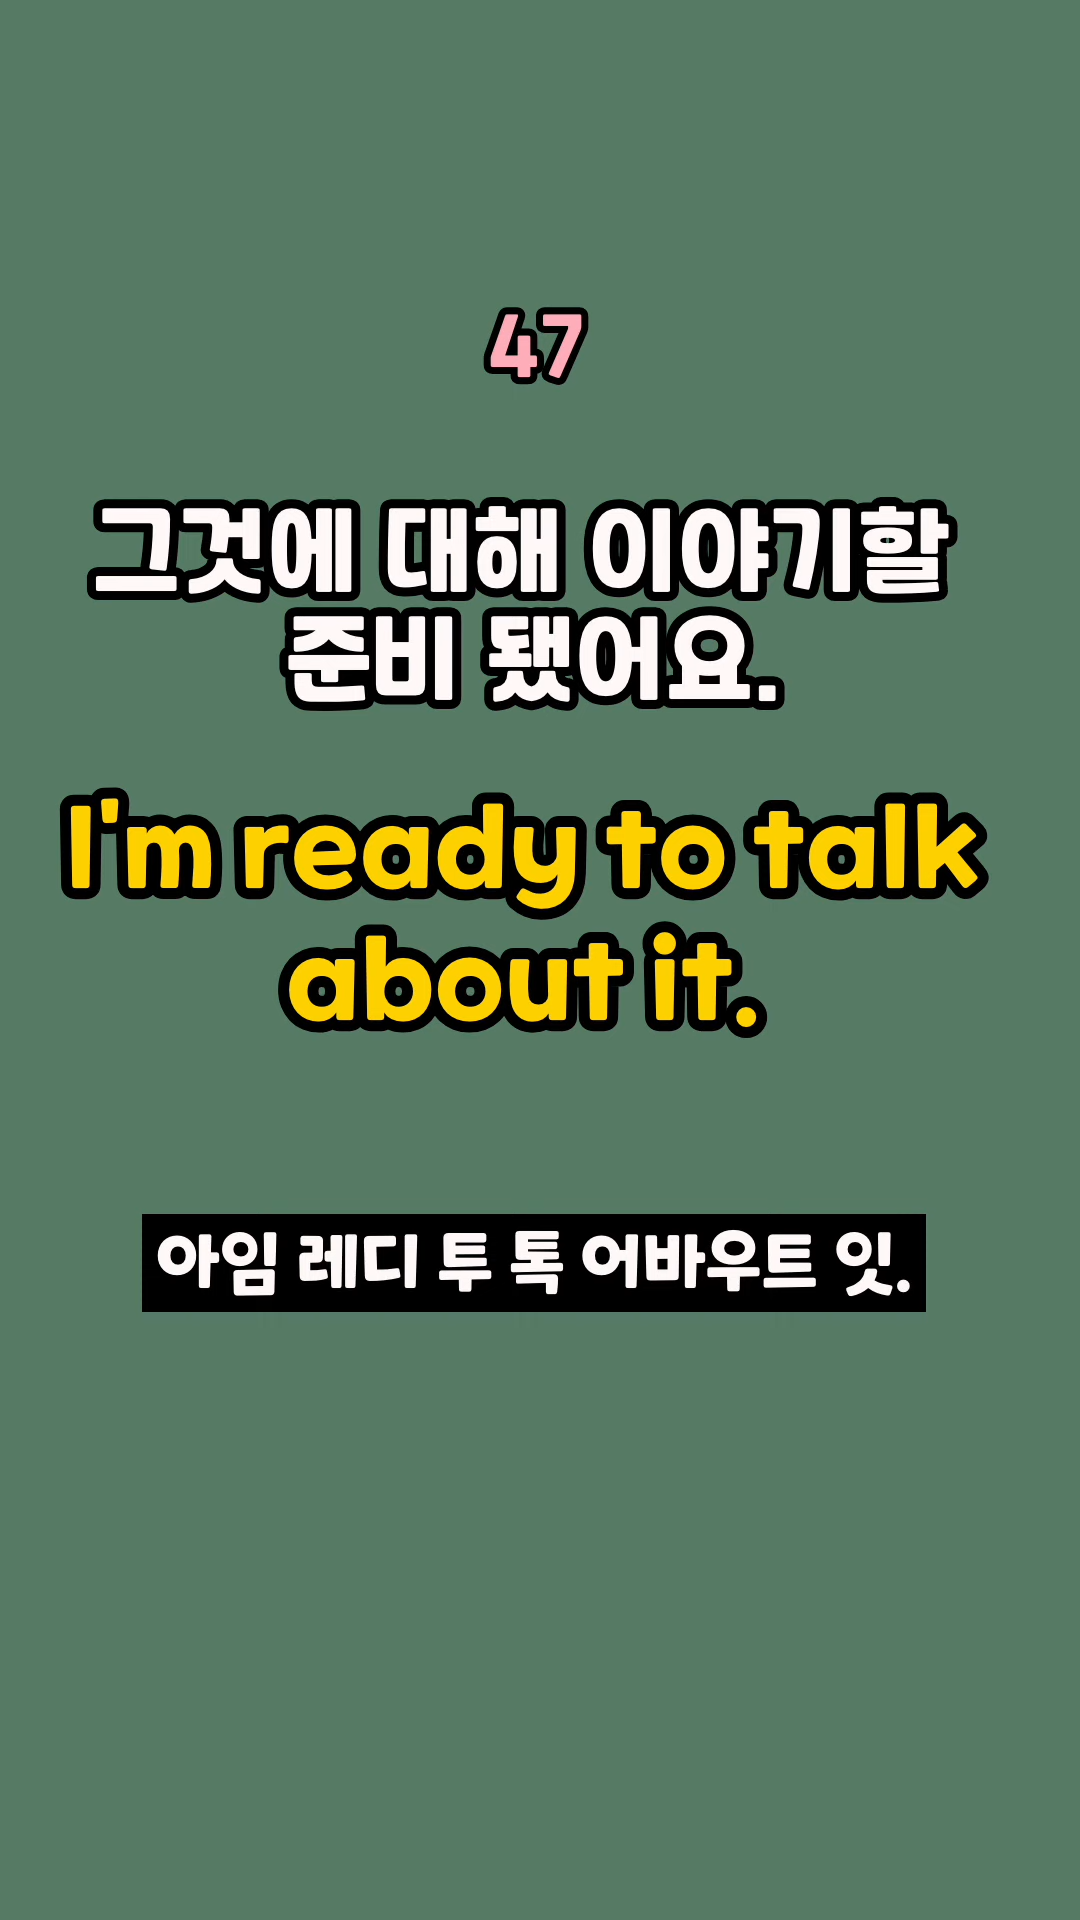 47
그것에 대해 이야기할
준비 됐어요.
I'm ready to talk
about it.
아임 레디 투 톡 어바우트 잇.